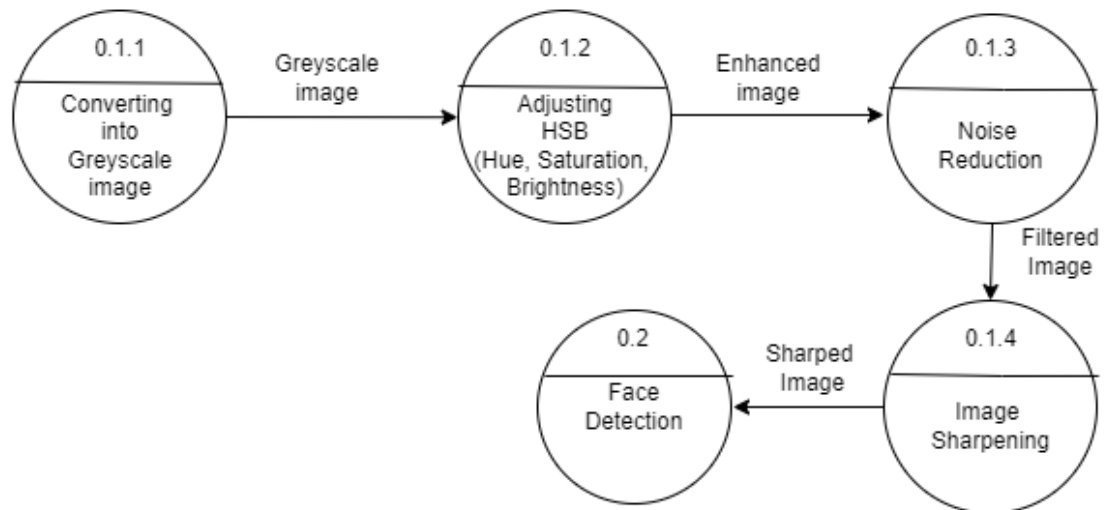 0.1.1
Converting
into
Greyscale
image
Greyscale
image
0.1.2
Adjusting
HSB
(Hue, Saturation,
Brightness)
Enhanced
image
0.1.3
Noise
Reduction
Filtered
Image
0.1.4
Image
Sharpening
Sharped
Image
0.2
Face
Detection